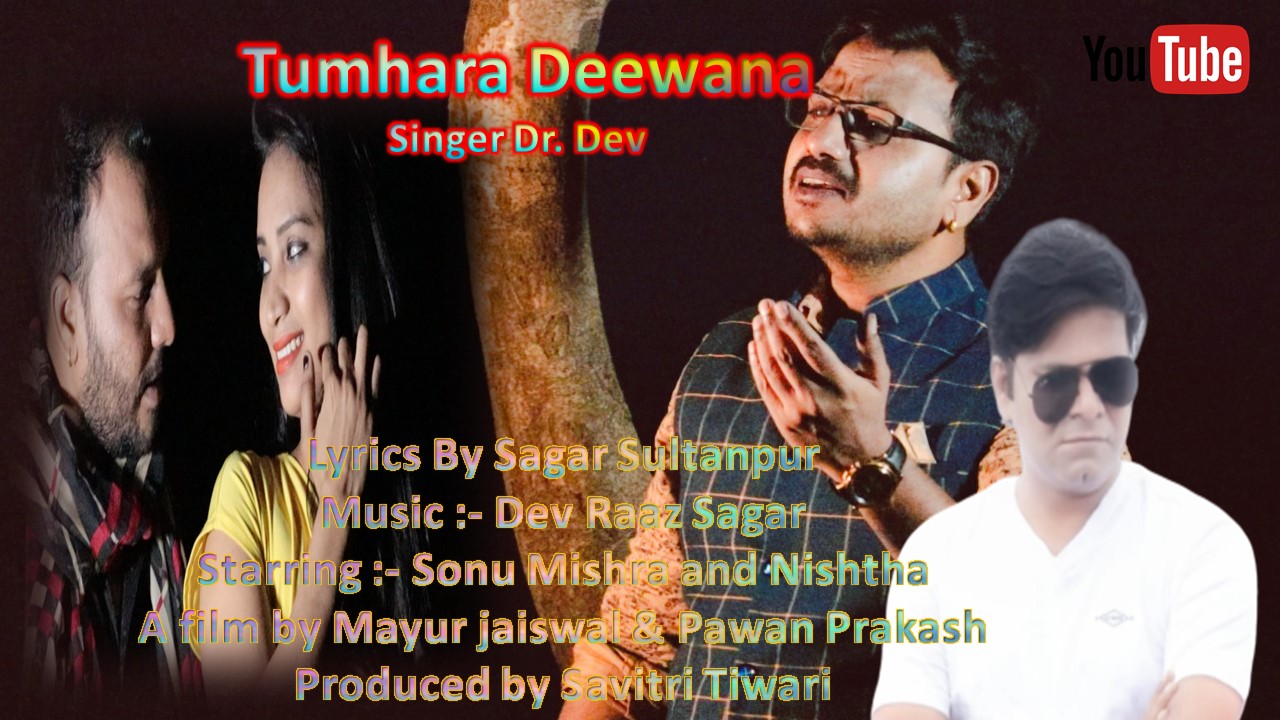 Tumhara Deewana
Singer Dr. Dev
YouTube
Lyrics By Sagar Sultanpur
Music :- Dev Raaz Sagar
Starring :- Sonu Mishra and Nishtha
A film by Mayur jaiswal & Pawan Prakash
Produced by Savitri Tiwari